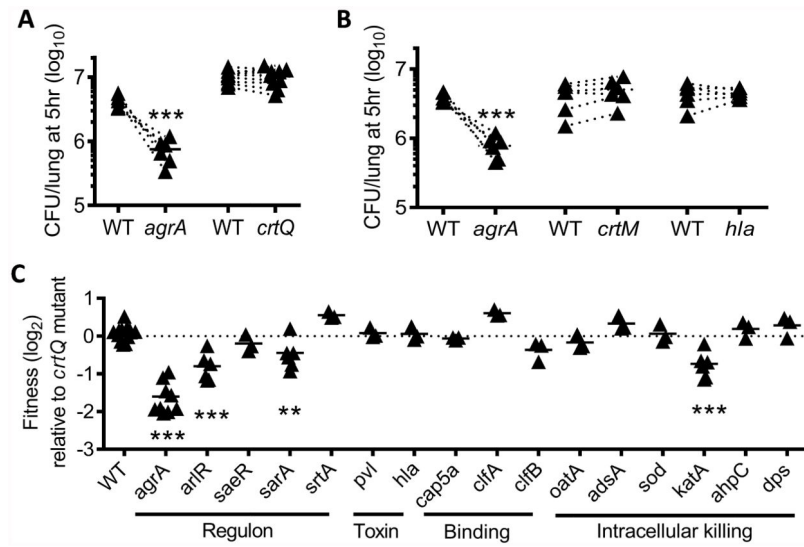 A
CFU/lung at 5hr (log10)
7
6
5
***
WT agrA WT crtQ
B
CFU/lung at 5hr (log10)
7
6
5
***
WT agrA WT crtM WT hla
C
Fitness (log2)
relative to crtQ mutant
1
0
-1
-2
-3
*** *** ** ***
WT agrA arlR saeR sarA srtA pvl hla cap5a clfA clfB oatA adsA sod katA ahpC dps
Regulon Toxin Binding Intracellular killing